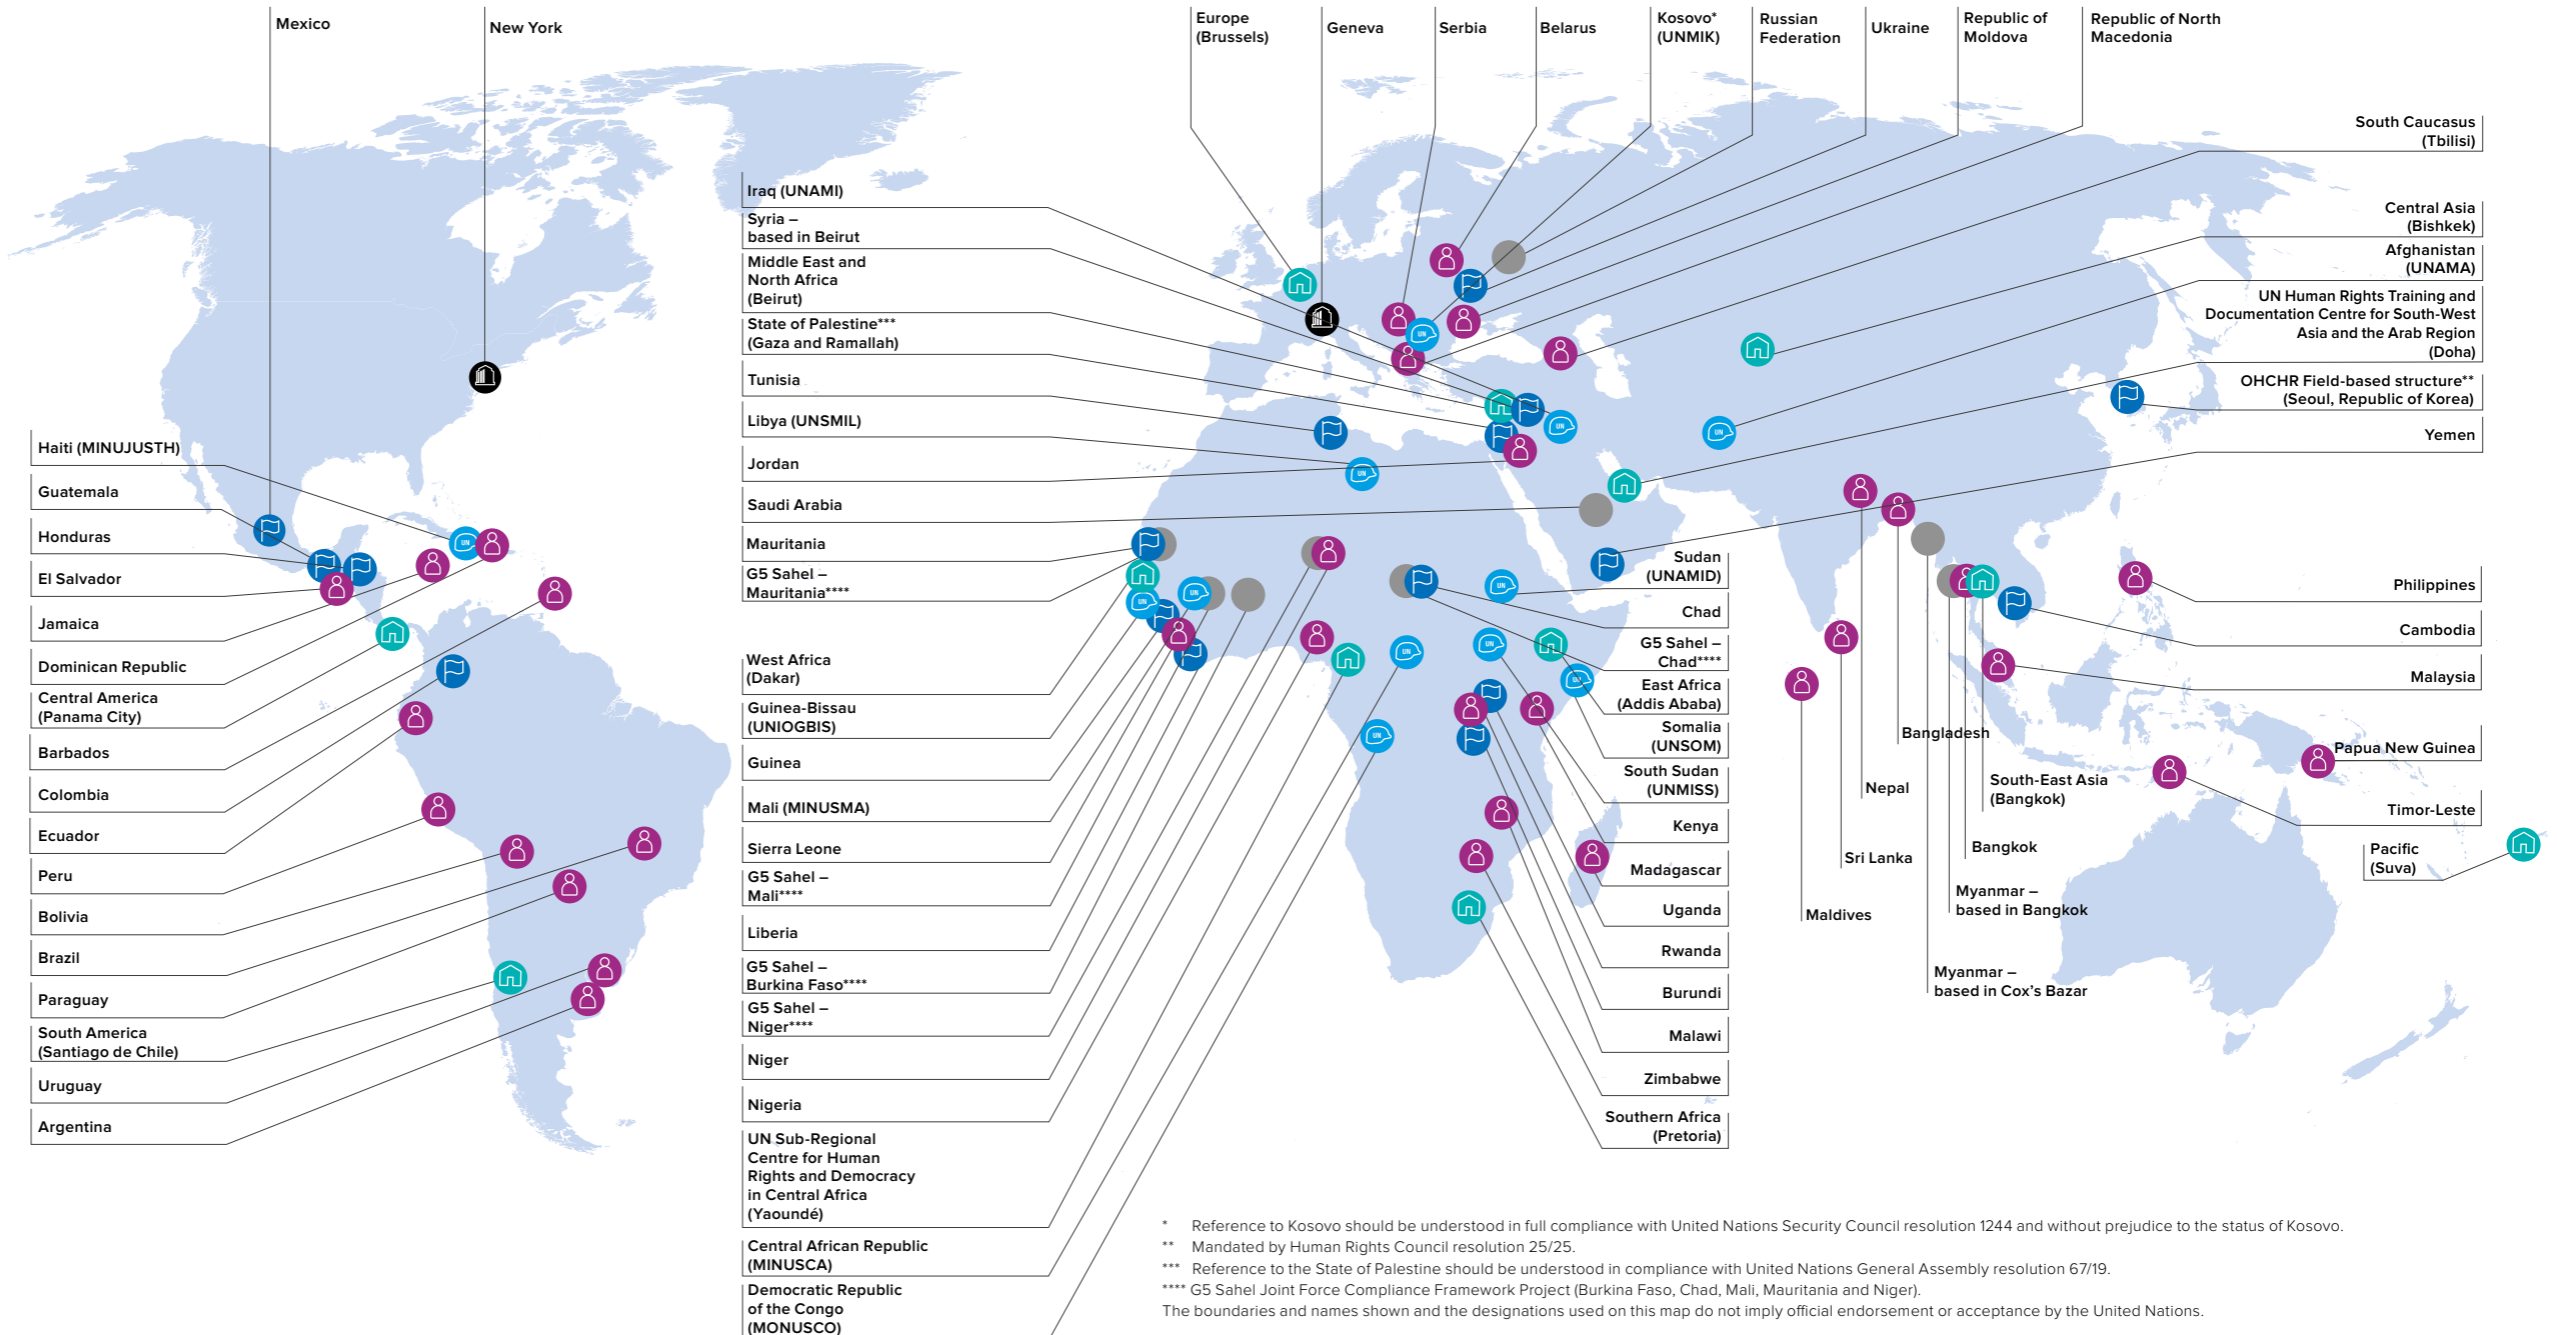 Mexico
New York
Europe
(Brussels)
Geneva
Serbia
Belarus
Kosovo*
(UNMIK)
Russian
Federation
Ukraine
Republic of
Moldova
Republic of North
Macedonia
South Caucasus
(Tbilisi)
Central Asia
(Bishkek)
Afghanistan
(UNAMA)
UN Human Rights Training and
Documentation Centre for South-West
Asia and the Arab Region
(Doha)
OHCHR Field-based structure**
(Seoul, Republic of Korea)
Yemen
Iraq (UNAMI)
Syria –
based in Beirut
Middle East and
North Africa
(Beirut)
State of Palestine***
(Gaza and Ramallah)
Tunisia
Libya (UNSMIL)
Jordan
Saudi Arabia
Mauritania
G5 Sahel –
Mauritania****
West Africa
(Dakar)
Guinea-Bissau
(UNIOGBIS)
Guinea
Mali (MINUSMA)
Sierra Leone
G5 Sahel –
Mali****
Liberia
G5 Sahel –
Burkina Faso****
G5 Sahel –
Niger****
Niger
Nigeria
UN Sub-Regional
Centre for Human
Rights and Democracy
in Central Africa
(Yaoundé)
Central African Republic
(MINUSCA)
Democratic Republic
of the Congo
(MONUSCO)
Haiti (MINUJUSTH)
Guatemala
Honduras
El Salvador
Jamaica
Dominican Republic
Central America
(Panama City)
Barbados
Colombia
Ecuador
Peru
Bolivia
Brazil
Paraguay
South America
(Santiago de Chile)
Uruguay
Argentina
Sudan
(UNAMID)
Chad
G5 Sahel –
Chad****
East Africa
(Addis Ababa)
Somalia
(UNSOM)
South Sudan
(UNMISS)
Kenya
Madagascar
Uganda
Rwanda
Burundi
Malawi
Zimbabwe
Southern Africa
(Pretoria)
Philippines
Cambodia
Malaysia
Papua New Guinea
Timor-Leste
Pacific
(Suva)
Bangladesh
Nepal
South-East Asia
(Bangkok)
Bangkok
Sri Lanka
Myanmar –
based in Bangkok
Maldives
Myanmar –
based in Cox's Bazar
UN
UN
UN
UN
UN
UN
UN
UN
UN
UN
UN
UN
* Reference to Kosovo should be understood in full compliance with United Nations Security Council resolution 1244 and without prejudice to the status of Kosovo.
** Mandated by Human Rights Council resolution 25/25.
*** Reference to the State of Palestine should be understood in compliance with United Nations General Assembly resolution 67/19.
**** G5 Sahel Joint Force Compliance Framework Project (Burkina Faso, Chad, Mali, Mauritania and Niger).
The boundaries and names shown and the designations used on this map do not imply official endorsement or acceptance by the United Nations.